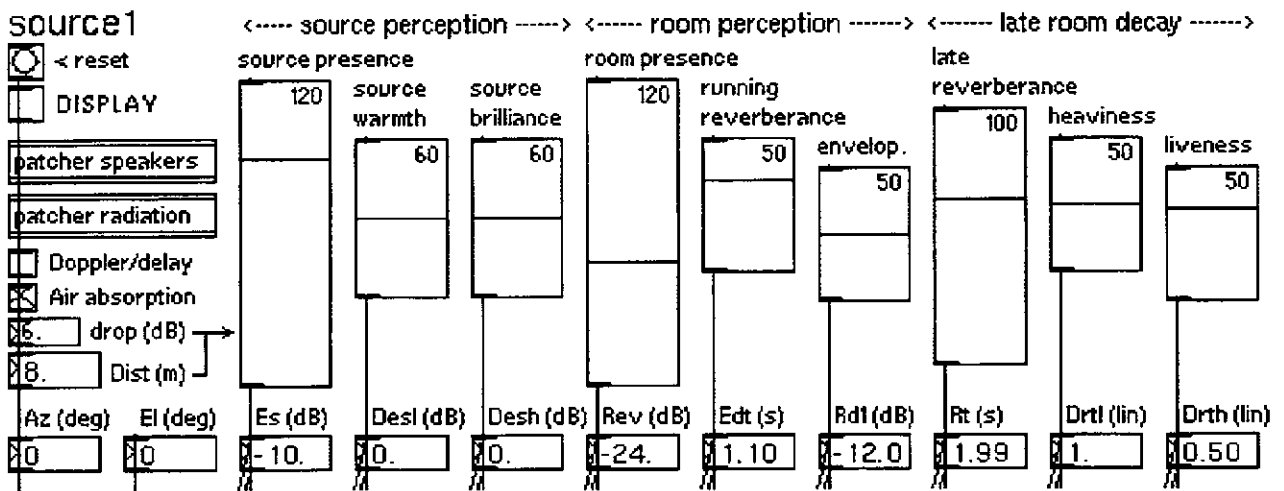 source1
<----- source perception -----> <----- room perception -----> <----- late room decay ----->
< reset
source presence
room presence
late
reverberance
DISPLAY
120
source
warmth
source
brilliance
120
running
reverberance
100
heaviness
patcher speakers
60
60
50
envelop.
50
liveness
50
50
patcher radiation
Doppler/delay
Air absorption
6. drop (dB)
8. Dist (m)
Az (deg) El (deg) Es (dB) Desl (dB) Desh (dB) Rev (dB) Edt (s) Rd1 (dB) Rt (s) Drtl (lin) Drth (lin)
0 0 -10. 0. 0. -24. 1.10 -12.0 1.99 1. 0.50